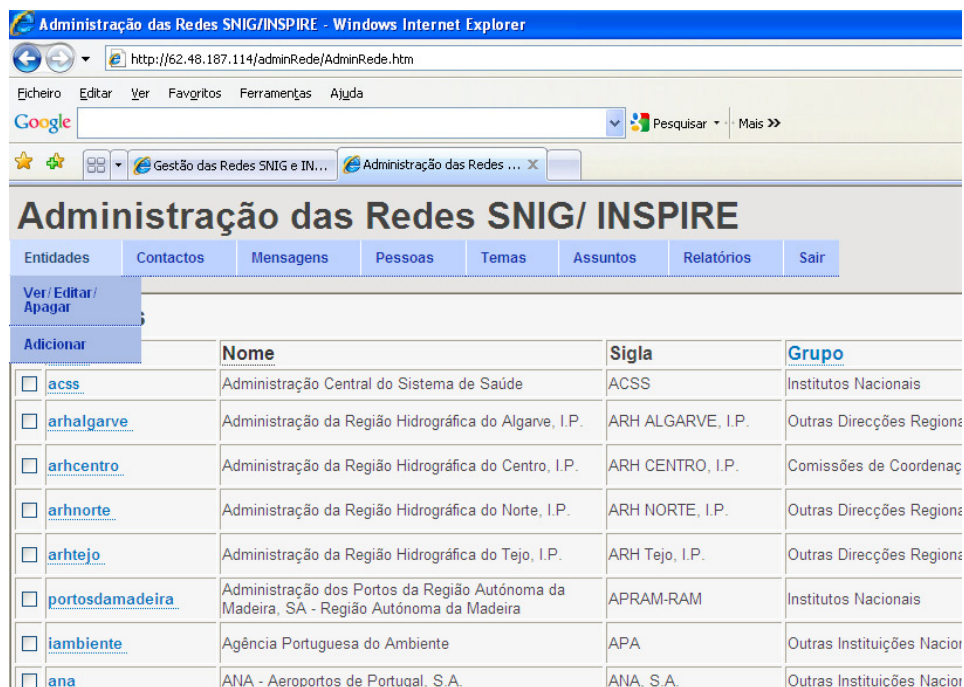 Administração das Redes SNIG/INSPIRE - Windows Internet Explorer
http://62.48.187.114/adminRede/AdminRede.htm
Ficheiro Editar Ver Favoritos Ferramentas Ajuda
Google Pesquisar Mais >>
Gestão das Redes SNIG e IN... Administração das Redes ... X
Administração das Redes SNIG/ INSPIRE
Entidades Contactos Mensagens Pessoas Temas Assuntos Relatórios Sair
Ver/Editar/
Apagar
Adicionar
Nome Sigla Grupo
acss Administração Central do Sistema de Saúde ACSS Institutos Nacionais
arhalgarve Administração da Região Hidrográfica do Algarve, I.P. ARH ALGARVE, I.P. Outras Direcções Regiona
arhcentro Administração da Região Hidrográfica do Centro, I.P. ARH CENTRO, I.P. Comissões de Coordenaç
arhnorte Administração da Região Hidrográfica do Norte, I.P. ARH NORTE, I.P. Outras Direcções Regiona
arhtejo Administração da Região Hidrográfica do Tejo, I.P. ARH Tejo, I.P. Outras Direcções Regiona
portosdamadeira Administração dos Portos da Região Autónoma da APRAM-RAM Institutos Nacionais
Madeira, SA - Região Autónoma da Madeira
iambiente Agência Portuguesa do Ambiente APA Outras Instituições Nacion
ana ANA - Aeroportos de Portugal, S.A. ANA, S.A. Outras Instituições Nacion